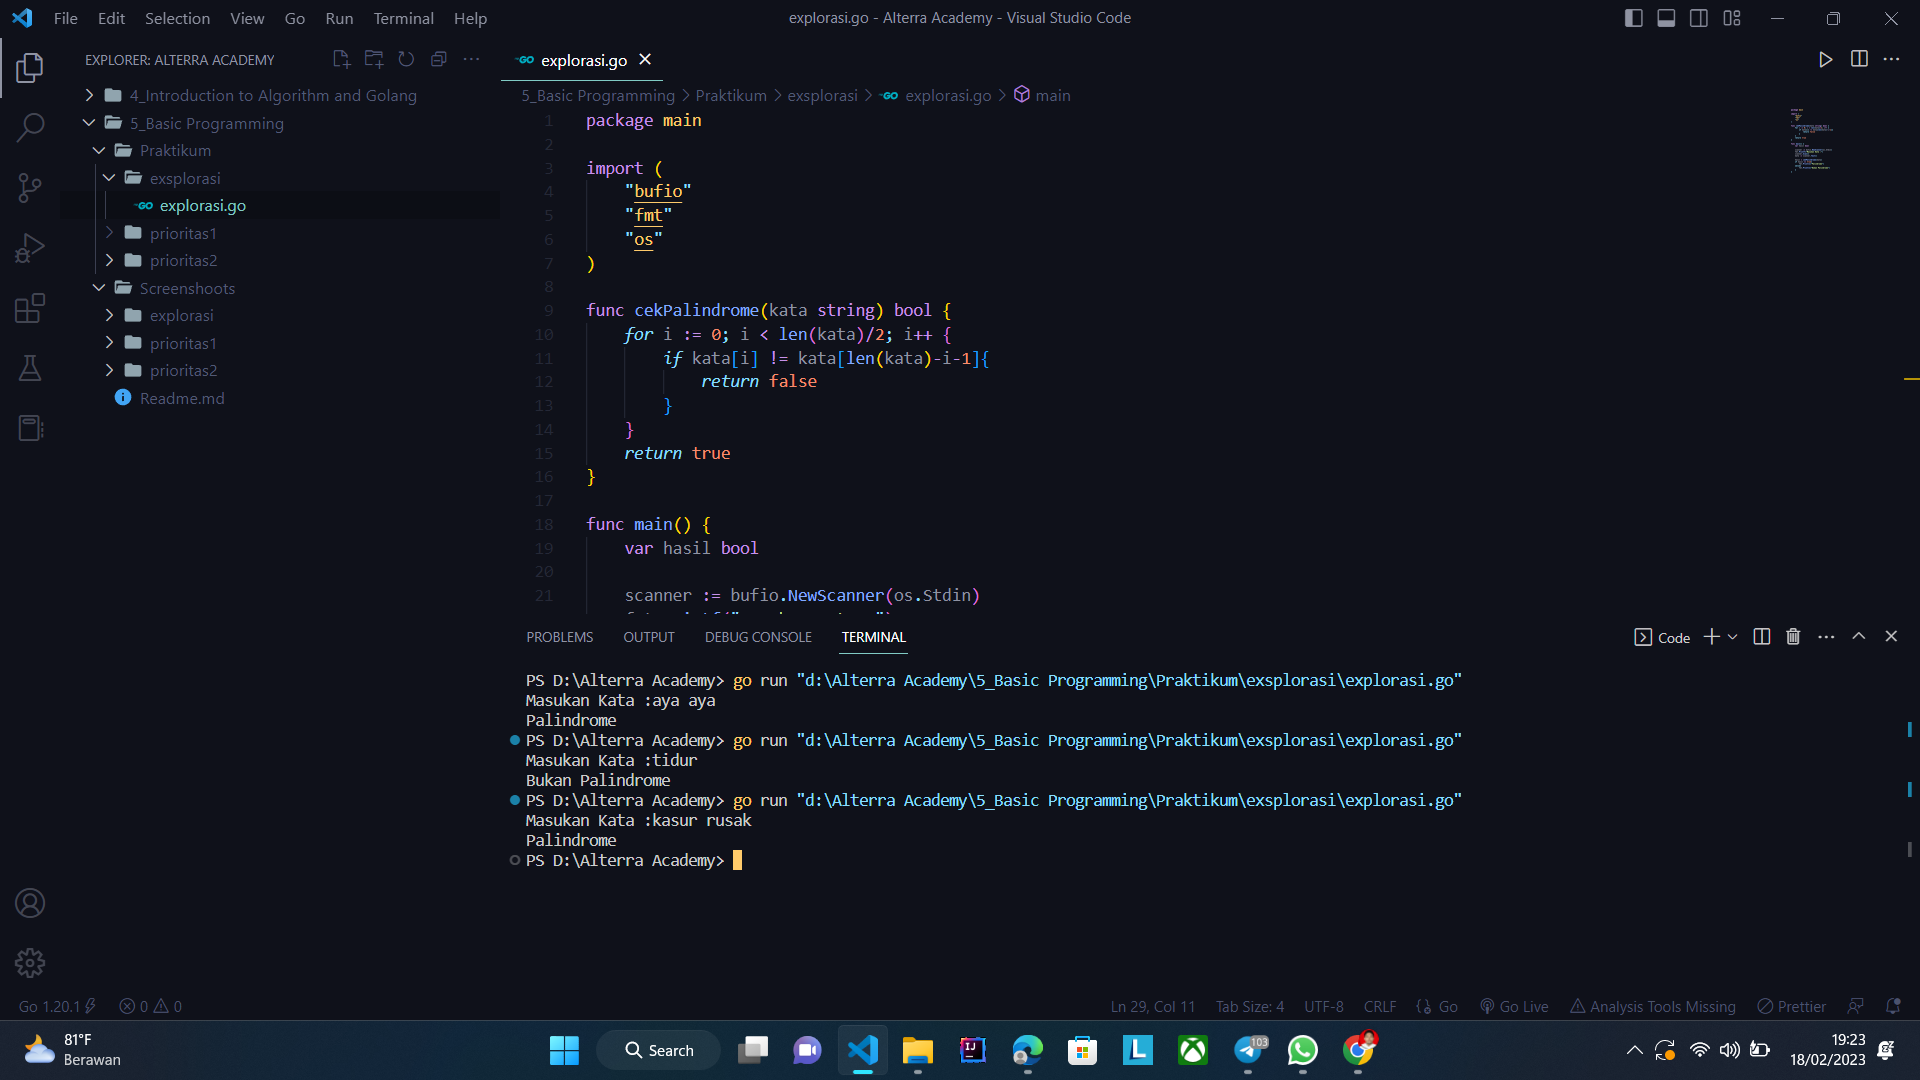 File Edit Selection View Go Run Terminal Help
explorasi.go - Alterra Academy - Visual Studio Code
EXPLORER: ALTERRA ACADEMY
4_Introduction to Algorithm and Golang
5_Basic Programming
Praktikum
exsplorasi
explorasi.go
prioritas1
prioritas2
Screenshoots
explorasi
prioritas1
prioritas2
Readme.md
explorasi.go
5_Basic Programming > Praktikum > exsplorasi > explorasi.go > main
1 package main
2
3 import (
4 "bufio"
5 "fmt"
6 "os"
7 )
8
9 func cekPalindrome(kata string) bool {
10 for i := 0; i < len(kata)/2; i++ {
11 if kata[i] != kata[len(kata)-i-1]{
12 return false
13 }
14 }
15 return true
16 }
17
18 func main() {
19 var hasil bool
20
21 scanner := bufio.NewScanner(os.Stdin)
PROBLEMS OUTPUT DEBUG CONSOLE TERMINAL
Code
PS D:\Alterra Academy> go run "d:\Alterra Academy\5_Basic Programming\Praktikum\exsplorasi\explorasi.go"
Masukan Kata :aya aya
Palindrome
PS D:\Alterra Academy> go run "d:\Alterra Academy\5_Basic Programming\Praktikum\exsplorasi\explorasi.go"
Masukan Kata :tidur
Bukan Palindrome
PS D:\Alterra Academy> go run "d:\Alterra Academy\5_Basic Programming\Praktikum\exsplorasi\explorasi.go"
Masukan Kata :kasur rusak
Palindrome
PS D:\Alterra Academy>
Go 1.20.1 0 0
Ln 29, Col 11 Tab Size: 4 UTF-8 CRLF Go Go Live Analysis Tools Missing Prettier
81°F
Berawan
Search
103
19:23
18/02/2023